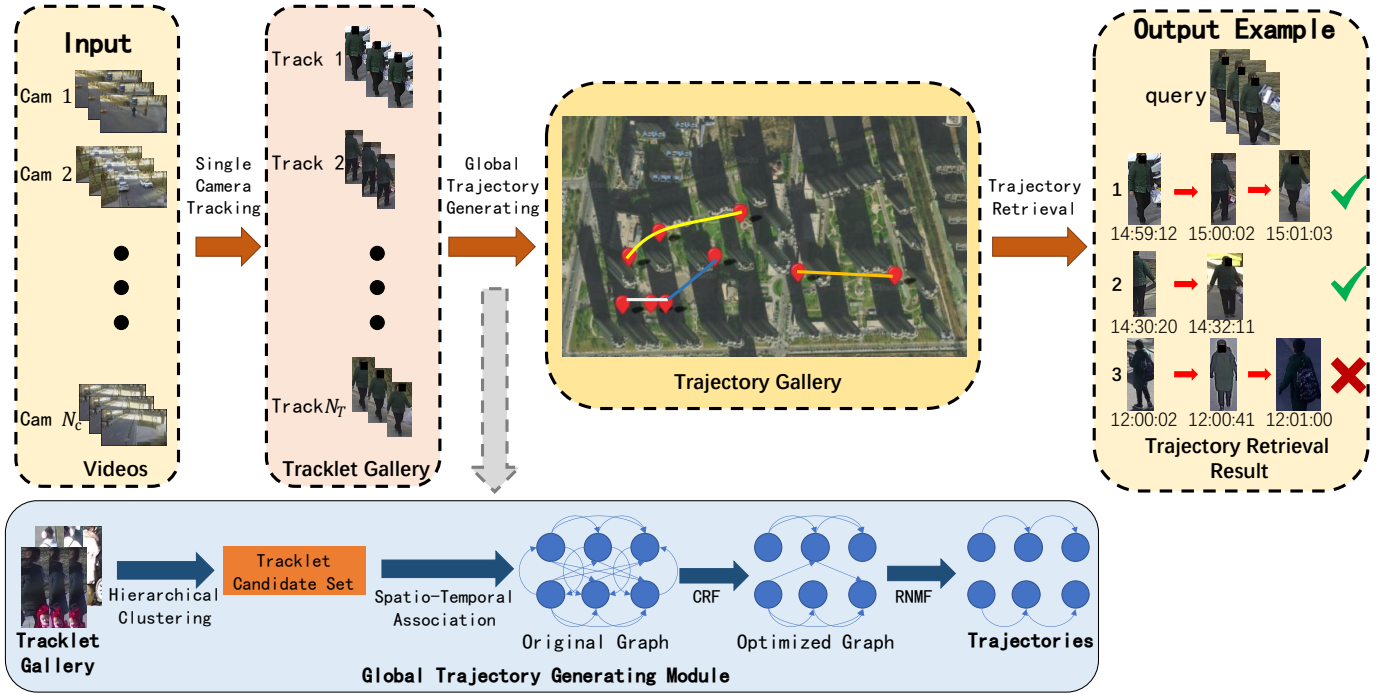 Input
Cam 1
Cam 2
Cam N_c
Videos
Single
Camera
Tracking
Track 1
Track 2
Track N_T
Tracklet Gallery
Global
Trajectory
Generating
Trajectory Gallery
Trajectory
Retrieval
Output Example
query
1
14:59:12 15:00:02 15:01:03
2
14:30:20 14:32:11
3
12:00:02 12:00:41 12:01:00
Trajectory Retrieval
Result
Tracklet
Gallery
Hierarchical
Clustering
Tracklet
Candidate Set
Spatio-Temporal
Association
Original Graph
CRF
Optimized Graph
RNMF
Trajectories
Global Trajectory Generating Module